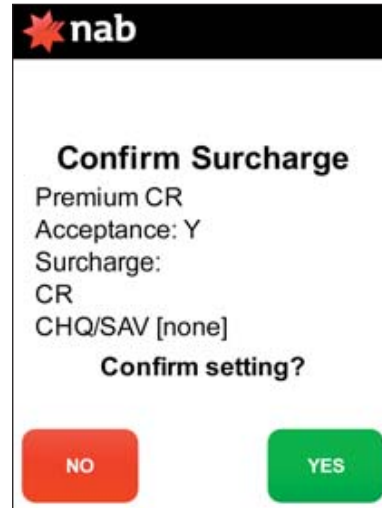 nab
Confirm Surcharge
Premium CR
Acceptance: Y
Surcharge:
CR
CHQ/SAV [none]
Confirm setting?
NO
YES